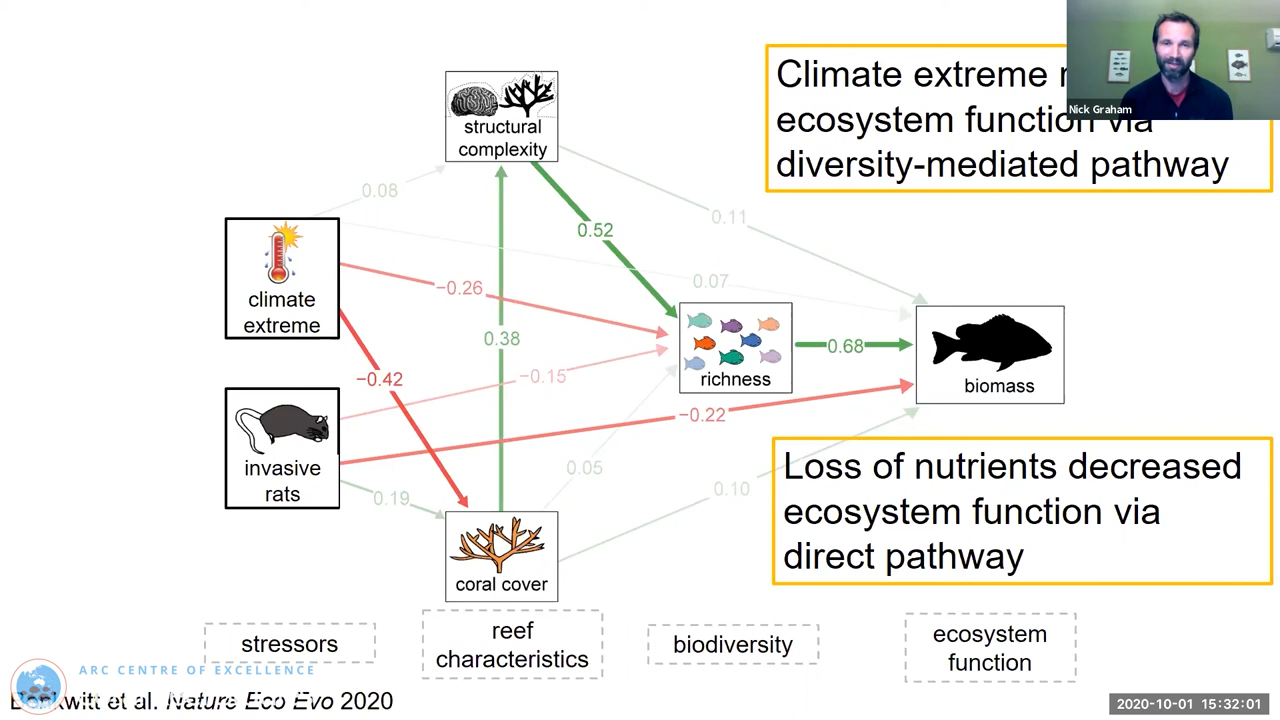 Climate extreme
ecosystem function via
diversity-mediated pathway
Nick Graham
structural
complexity
0.08
0.52
0.11
climate
extreme
−0.26
0.07
0.38
richness
0.68
biomass
−0.42
−0.15
−0.22
invasive
rats
0.19
0.05
0.10
coral cover
Loss of nutrients decreased
ecosystem function via
direct pathway
stressors
reef
characteristics
biodiversity
ecosystem
function
ARC CENTRE OF EXCELLENCE
et al. Nature Eco Evo 2020
2020-10-01 15:32:01